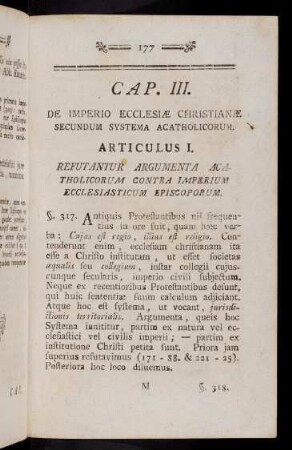 177
CAP. III.
DE IMPERIO ECCLESIÆ CHRISTIANÆ
SECUNDUM SYSTEMA ACATHOLICORUM.
ARTICULUS I.
REFUTANTUR ARGUMENTA ACA-
THOLICORUM CONTRA IMPERIUM
ECCLESIASTICUM EPISCOPORUM.
§. 317. Antiquis Protestantibus nil frequen-
tius in ore fuit, quam hæc ver-
ba: Cujus est regio, illius est religio. Con-
tenderunt enim, ecclesiam christianam ita
esse a Christo institutam, ut esset societas
æqualis seu collegium, instar collegii cujus-
cunque secularis, imperio civili subjectum.
Neque ex recentioribus Protestantibus desunt,
qui huic sententiæ suum calculum adjiciant.
Atque hoc est systema, ut vocant, jurisdi-
ctionis territorialis. Argumenta, queis hoc
Systema innititur, partim ex natura vel ec-
clesiastici vel civilis imperii; — partim ex
institutione Christi petita sunt. Priora jam
superius refutavimus (171 - 88. & 221 - 25).
Posteriora hoc loco diluemus.
M §. 318.